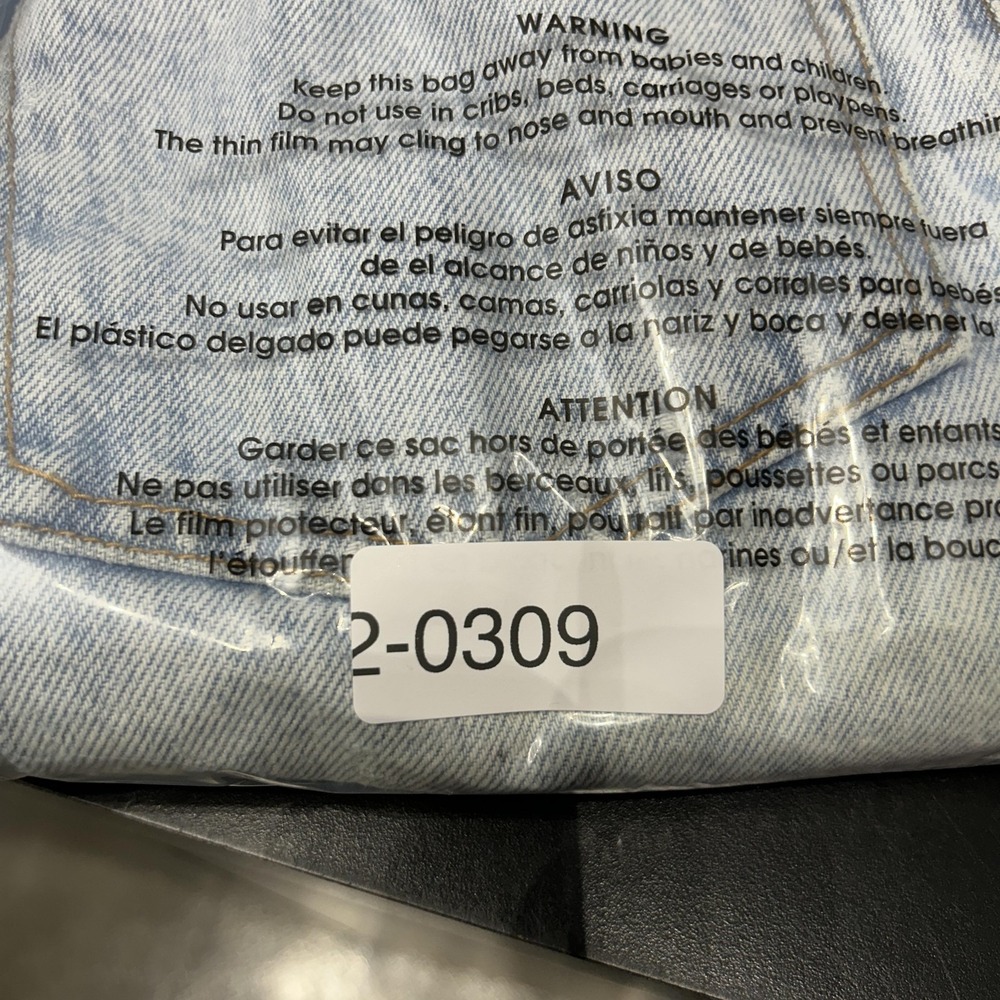 WARNING
Keep this bag away from babies and children.
Do not use in cribs, beds, carriages or playpens.
The thin film may cling to nose and mouth and prevent breathin
AVISO
Para evitar el peligro de asfixia mantener siempre fuera
de el alcance de niños y de bebés.
No usar en cunas, camas, carriolas y corrales para bebés
El plástico delgado puede pegarse a la nariz y boca y detener la
ATTENTION
Garder ce sac hors de portée des bébés et enfants
Ne pas utiliser dans les berceaux, lits, poussettes ou parcs
Le film protecteur, étant fin, pourrait par inadvertance pro
l'étouffer ines ou/et la bouc
2-0309